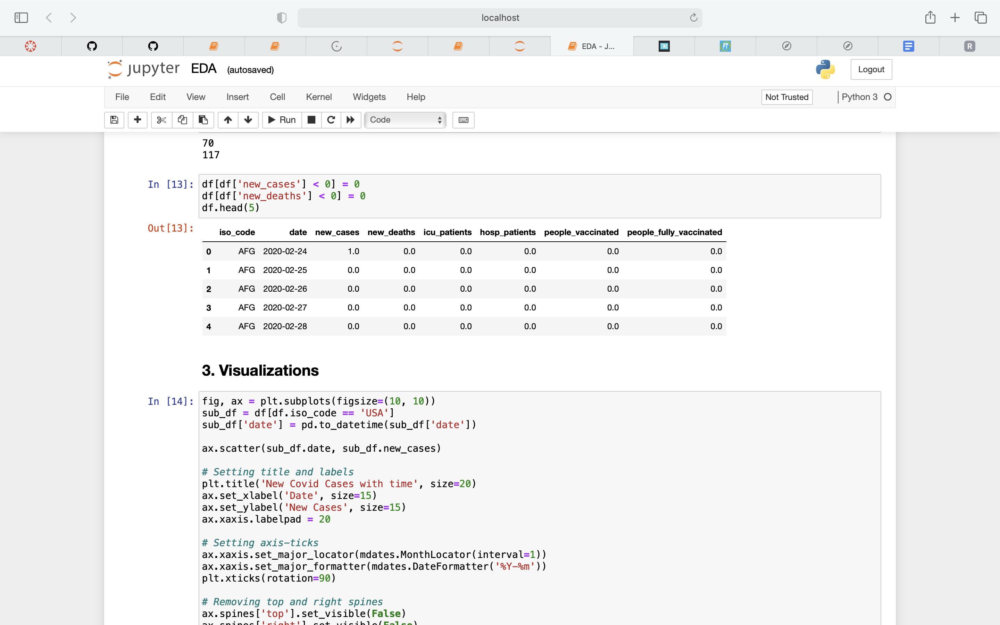 localhost
EDA - J...
TINA
PT
R
jupyter EDA (autosaved)
Logout
File Edit View Insert Cell Kernel Widgets Help
Not Trusted
Python 3
Run
Code
70
117
In [13]:
df[df['new_cases'] < 0] = 0
df[df['new_deaths'] < 0] = 0
df.head(5)
Out[13]:
iso_code date new_cases new_deaths icu_patients hosp_patients people_vaccinated people_fully_vaccinated
0 AFG 2020-02-24 1.0 0.0 0.0 0.0 0.0 0.0
1 AFG 2020-02-25 0.0 0.0 0.0 0.0 0.0 0.0
2 AFG 2020-02-26 0.0 0.0 0.0 0.0 0.0 0.0
3 AFG 2020-02-27 0.0 0.0 0.0 0.0 0.0 0.0
4 AFG 2020-02-28 0.0 0.0 0.0 0.0 0.0 0.0
3. Visualizations
In [14]:
fig, ax = plt.subplots(figsize=(10, 10))
sub_df = df[df.iso_code == 'USA']
sub_df['date'] = pd.to_datetime(sub_df['date'])
ax.scatter(sub_df.date, sub_df.new_cases)
# Setting title and labels
plt.title('New Covid Cases with time', size=20)
ax.set_xlabel('Date', size=15)
ax.set_ylabel('New Cases', size=15)
ax.xaxis.labelpad = 20
# Setting axis-ticks
ax.xaxis.set_major_locator(mdates.MonthLocator(interval=1))
ax.xaxis.set_major_formatter(mdates.DateFormatter('%Y-%m'))
plt.xticks(rotation=90)
# Removing top and right spines
ax.spines['top'].set_visible(False)
ax.spines['right'].set_visible(False)